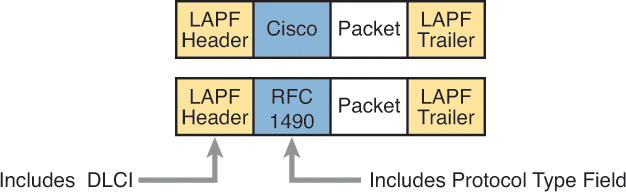 LAPF Header Cisco Packet LAPF Trailer
LAPF Header RFC 1490 Packet LAPF Trailer
Includes DLCI Includes Protocol Type Field